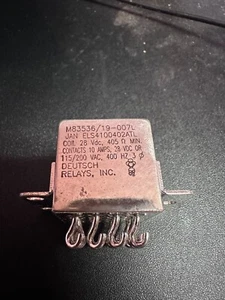 M83536/19-007L
JAN ELS4100402ATL
COIL 28 Vdc, 405 Ω MIN.
CONTACTS 10 AMPS, 28 VDC OR
115/200 VAC, 400 HZ 3 Ø
DEUTSCH
RELAYS, INC.